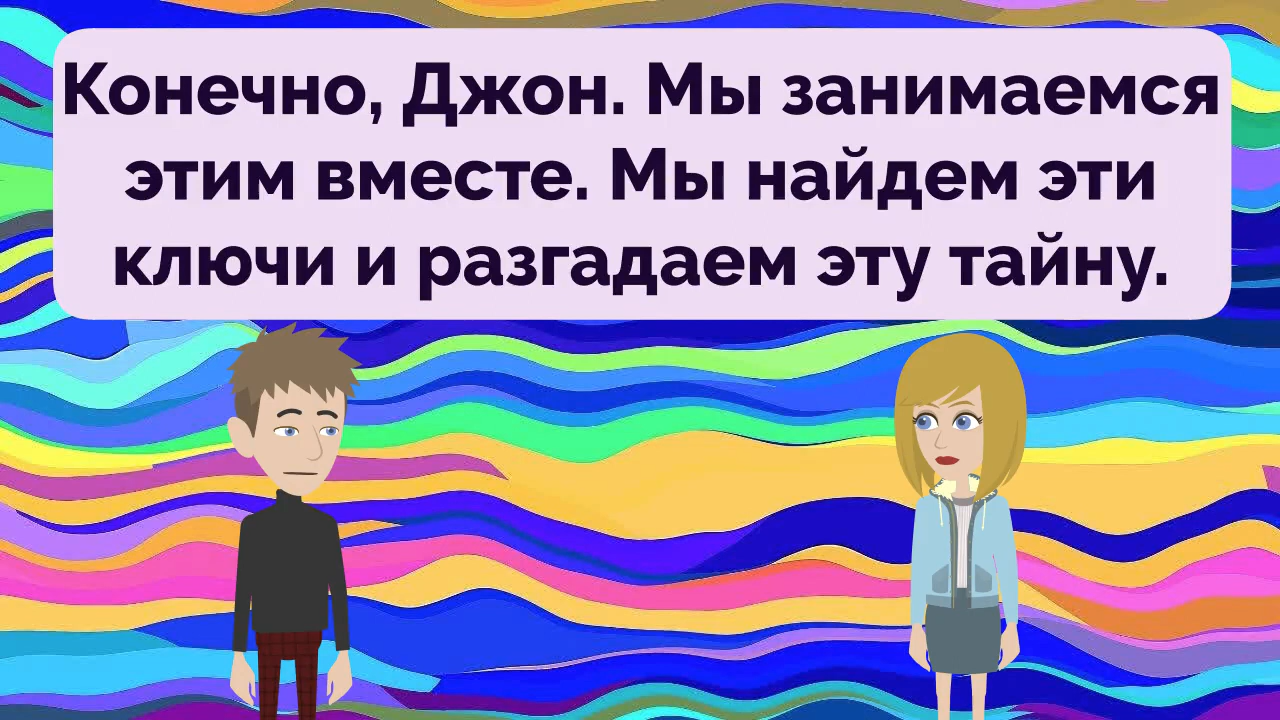 Конечно, Джон. Мы занимаемся
этим вместе. Мы найдем эти
ключи и разгадаем эту тайну.